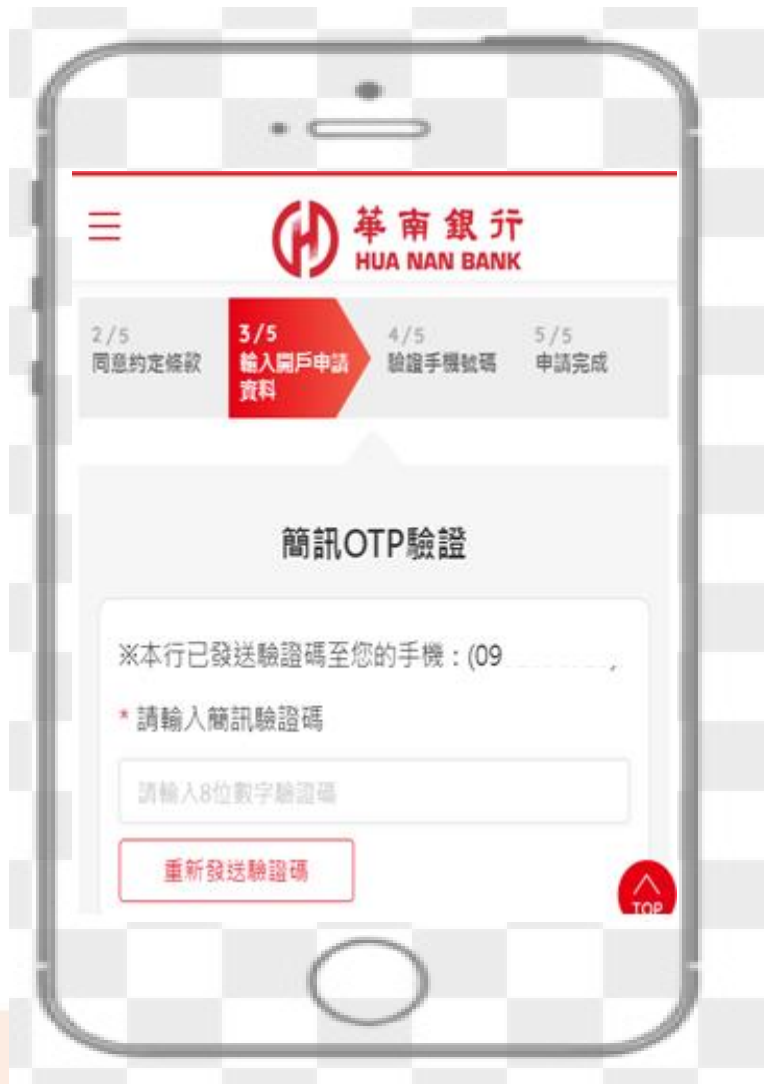 華南銀行
HUA NAN BANK
2/5
同意約定條款
3/5
輸入開戶申請
資料
4/5
驗證手機號碼
5/5
申請完成
簡訊OTP驗證
※本行已發送驗證碼至您的手機：(09
* 請輸入簡訊驗證碼
請輸入8位數字驗證碼
重新發送驗證碼
TOP